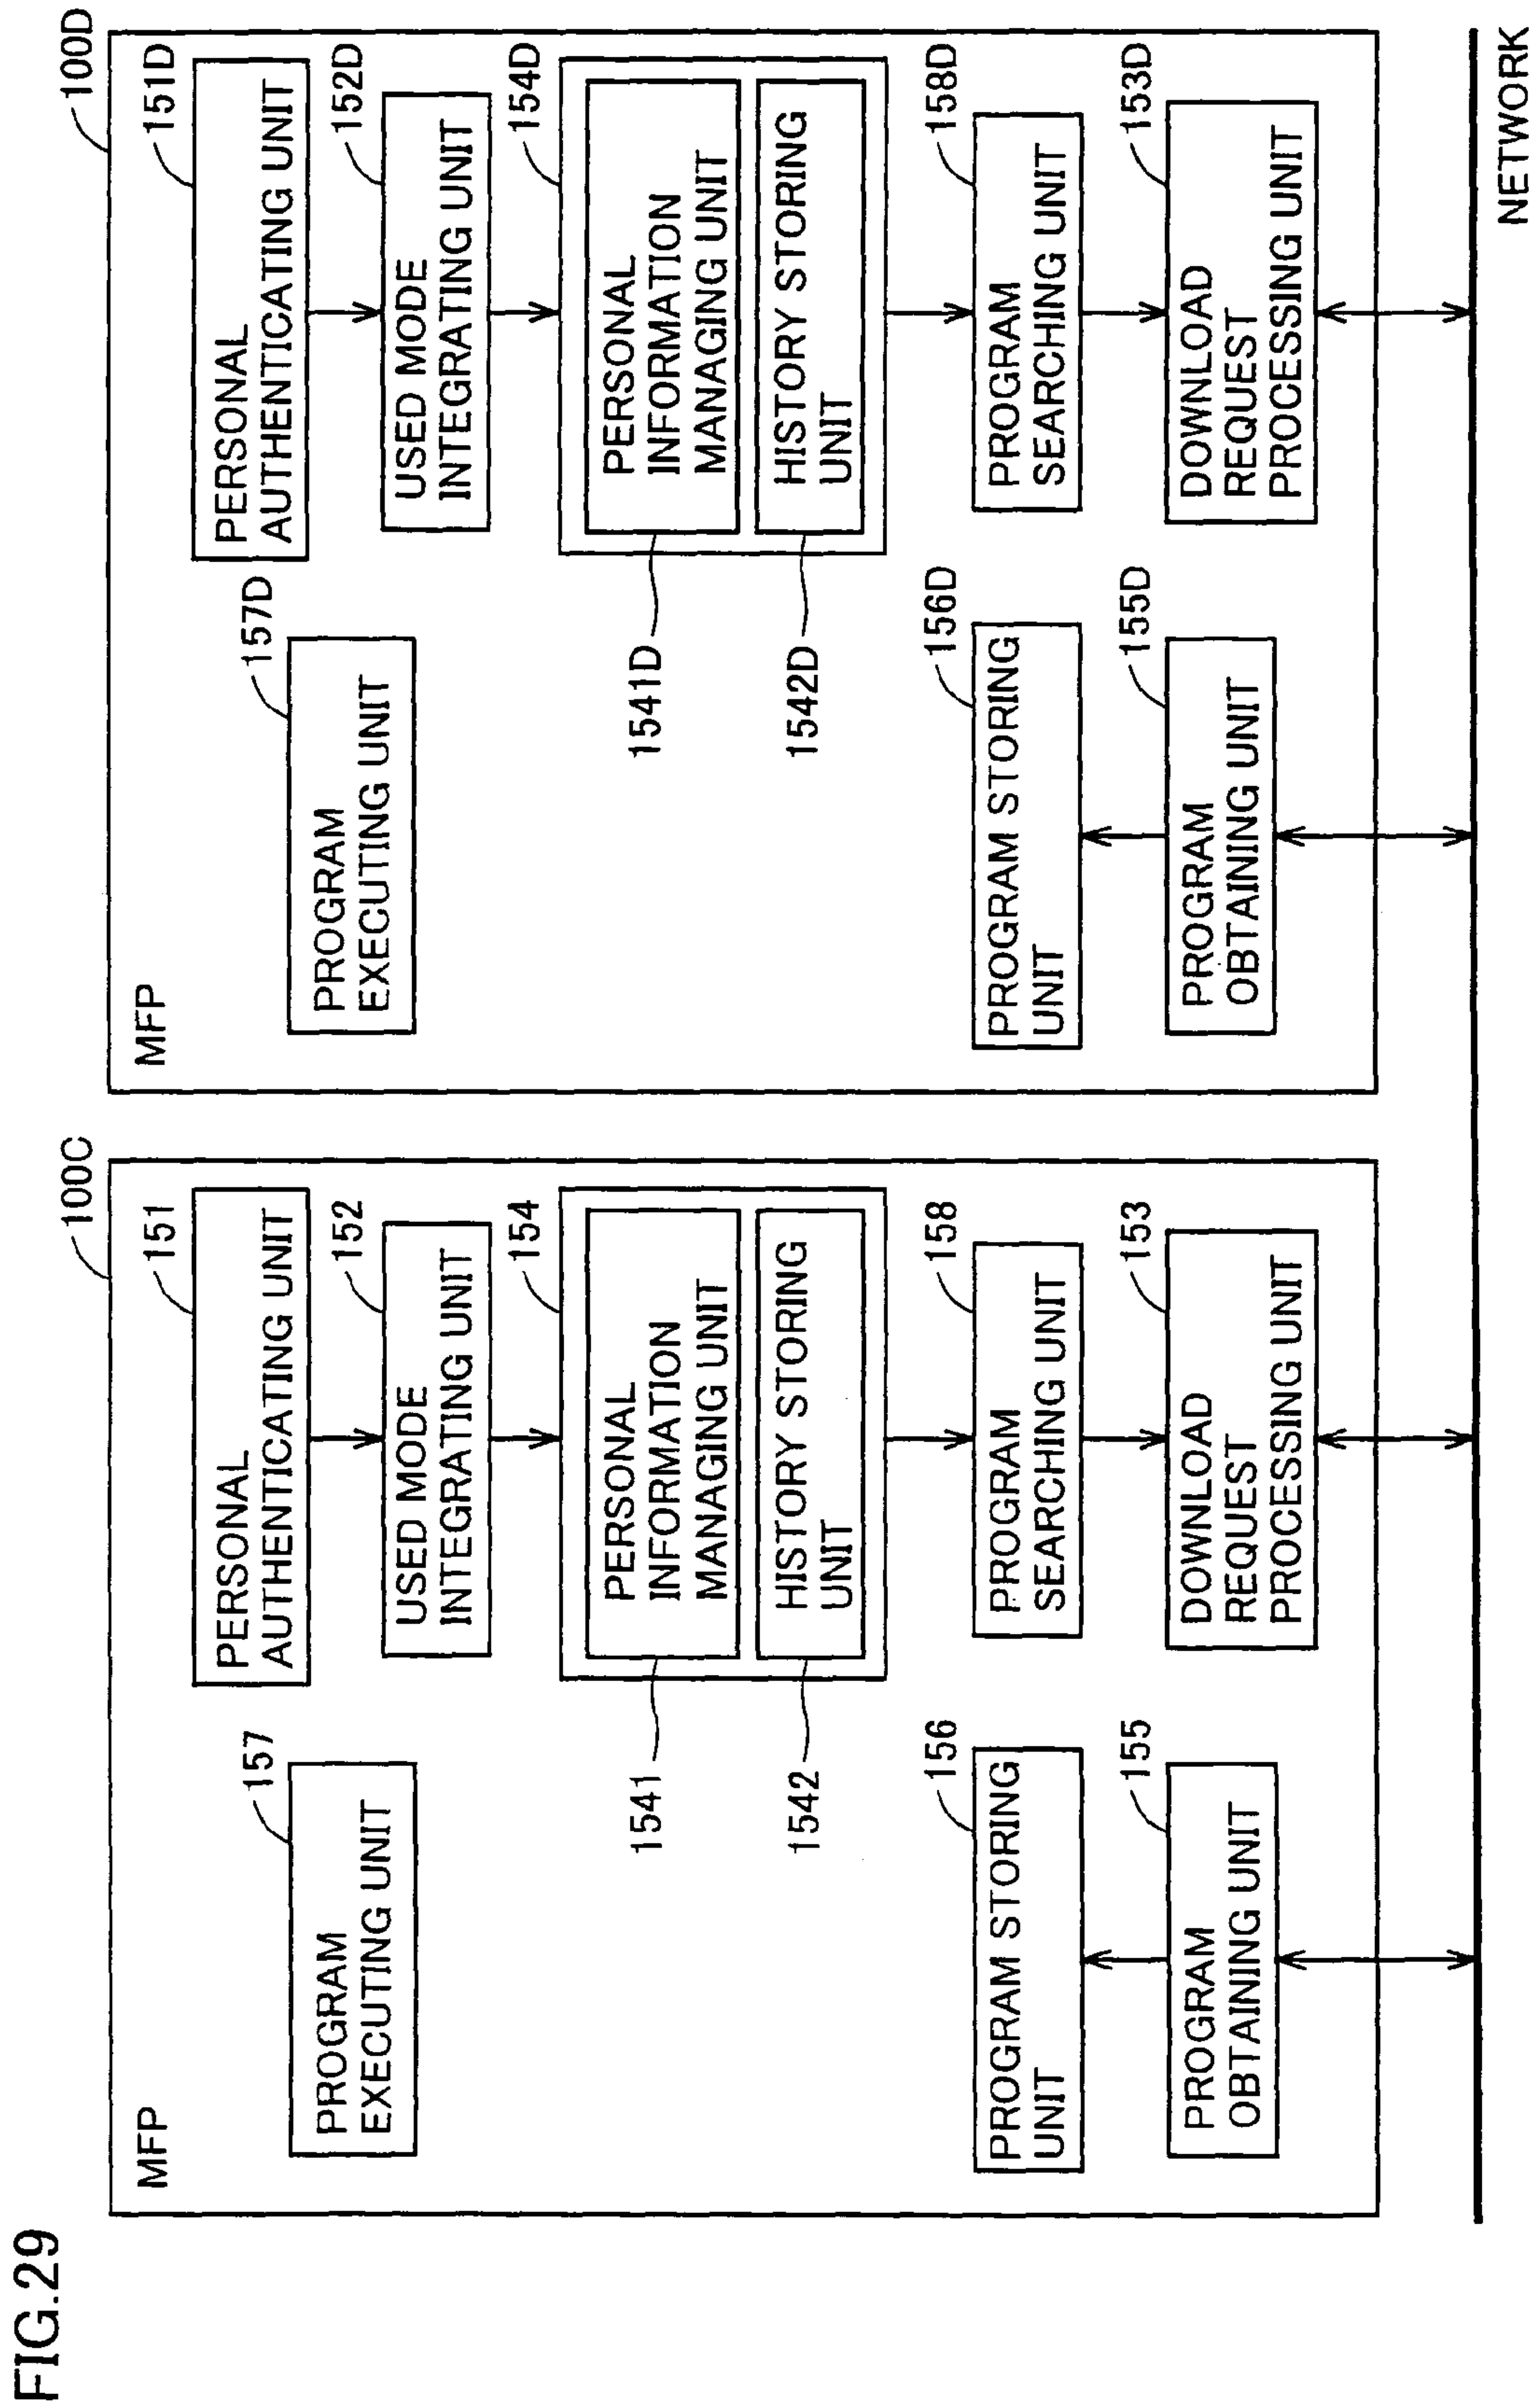 FIG.29
100C
MFP
151
PERSONAL
AUTHENTICATING UNIT
157
PROGRAM
EXECUTING UNIT
152
USED MODE
INTEGRATING UNIT
154
PERSONAL
INFORMATION
MANAGING UNIT
1541
HISTORY STORING
UNIT
1542
158
PROGRAM
SEARCHING UNIT
156
PROGRAM STORING
UNIT
153
DOWNLOAD
REQUEST
PROCESSING UNIT
155
PROGRAM
OBTAINING UNIT
100D
MFP
151D
PERSONAL
AUTHENTICATING UNIT
157D
PROGRAM
EXECUTING UNIT
152D
USED MODE
INTEGRATING UNIT
154D
PERSONAL
INFORMATION
MANAGING UNIT
1541D
HISTORY STORING
UNIT
1542D
158D
PROGRAM
SEARCHING UNIT
156D
PROGRAM STORING
UNIT
153D
DOWNLOAD
REQUEST
PROCESSING UNIT
155D
PROGRAM
OBTAINING UNIT
NETWORK